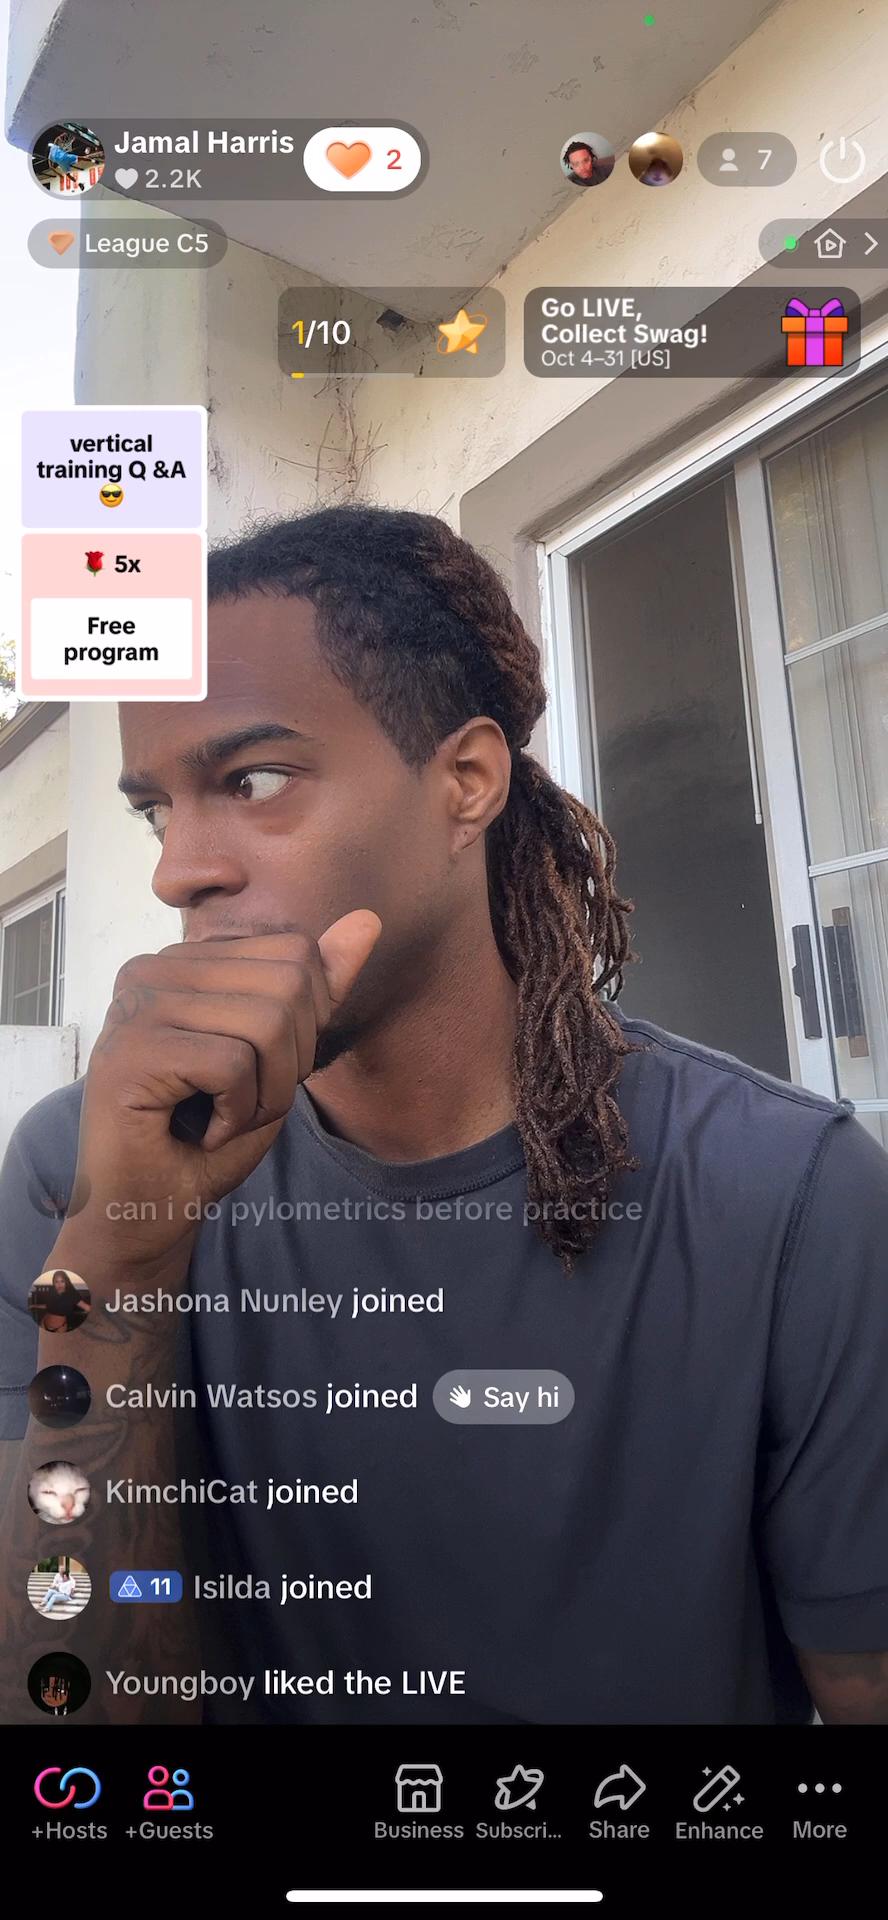 Jamal Harris
2.2K
2
7
League C5
1/10
Go LIVE,
Collect Swag!
Oct 4–31 [US]
vertical
training Q &A
😎
🌹 5x
Free
program
can i do pylometrics before practice
Jashona Nunley joined
Calvin Watsos joined
Say hi
KimchiCat joined
11 Isilda joined
Youngboy liked the LIVE
+Hosts
+Guests
Business
Subscri...
Share
Enhance
More